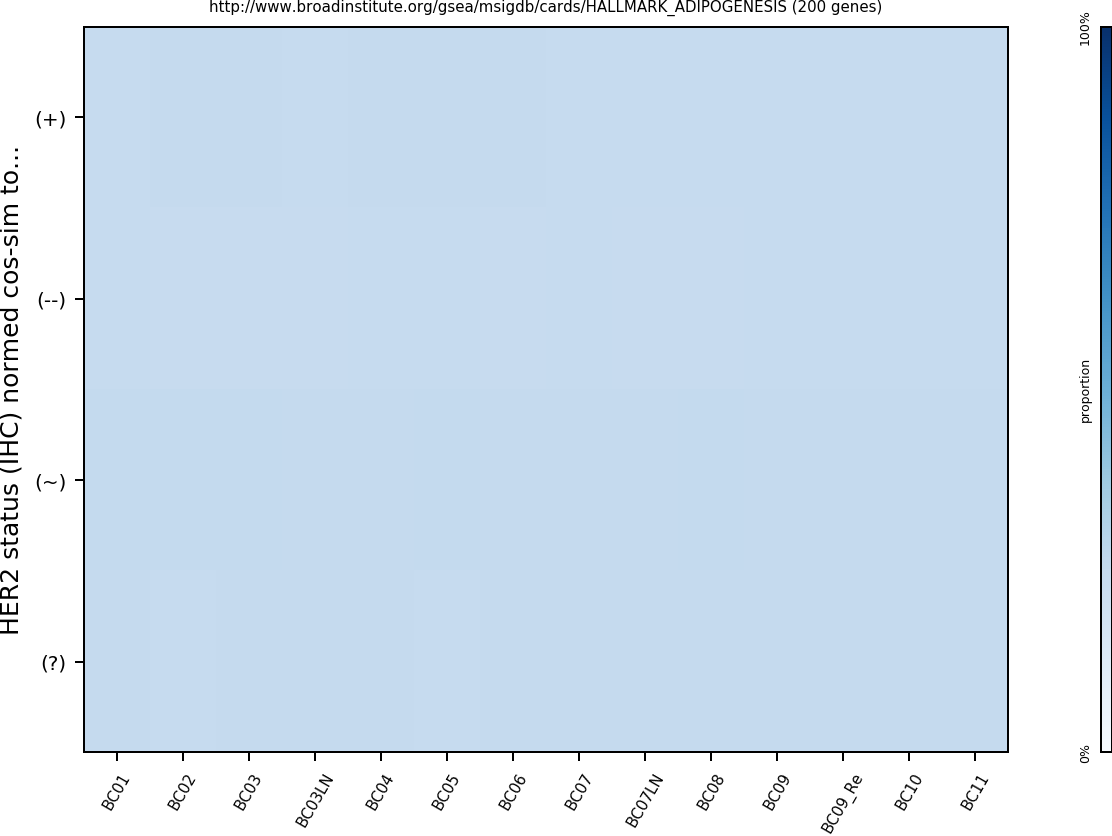 http://www.broadinstitute.org/gsea/msigdb/cards/HALLMARK_ADIPOGENESIS (200 genes)
HER2 status (IHC) normed cos-sim to...
(+)
(--)
(~)
(?)
BC01
BC02
BC03
BC03LN
BC04
BC05
BC06
BC07
BC07LN
BC08
BC09
BC09_Re
BC10
BC11
100%
proportion
0%